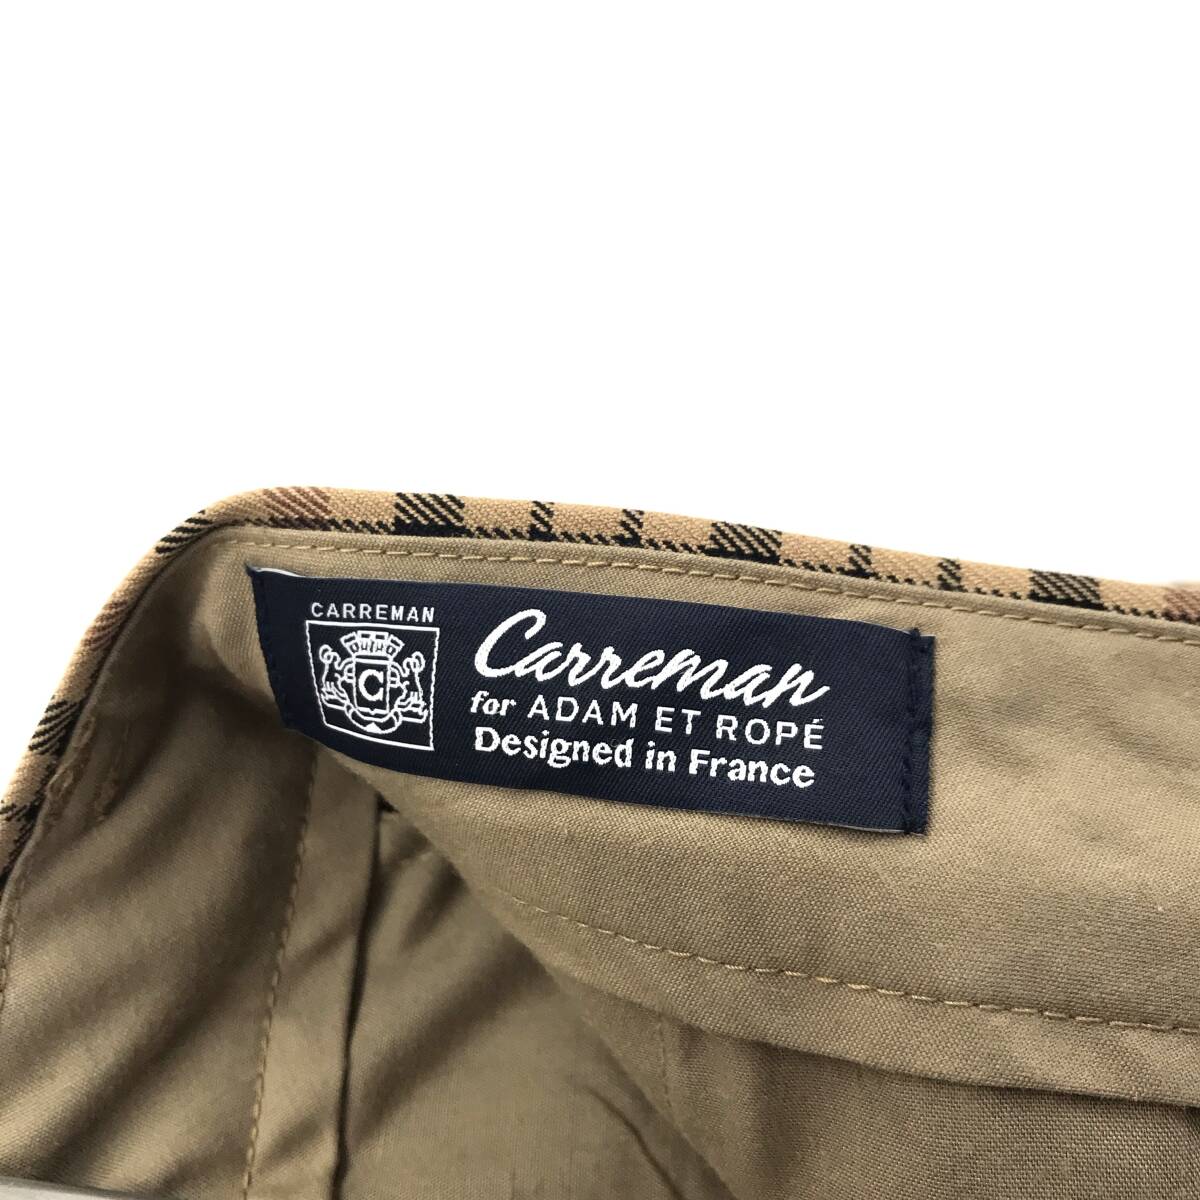 CARREMAN
C
Carreman
for ADAM ET ROPÉ
Designed in France